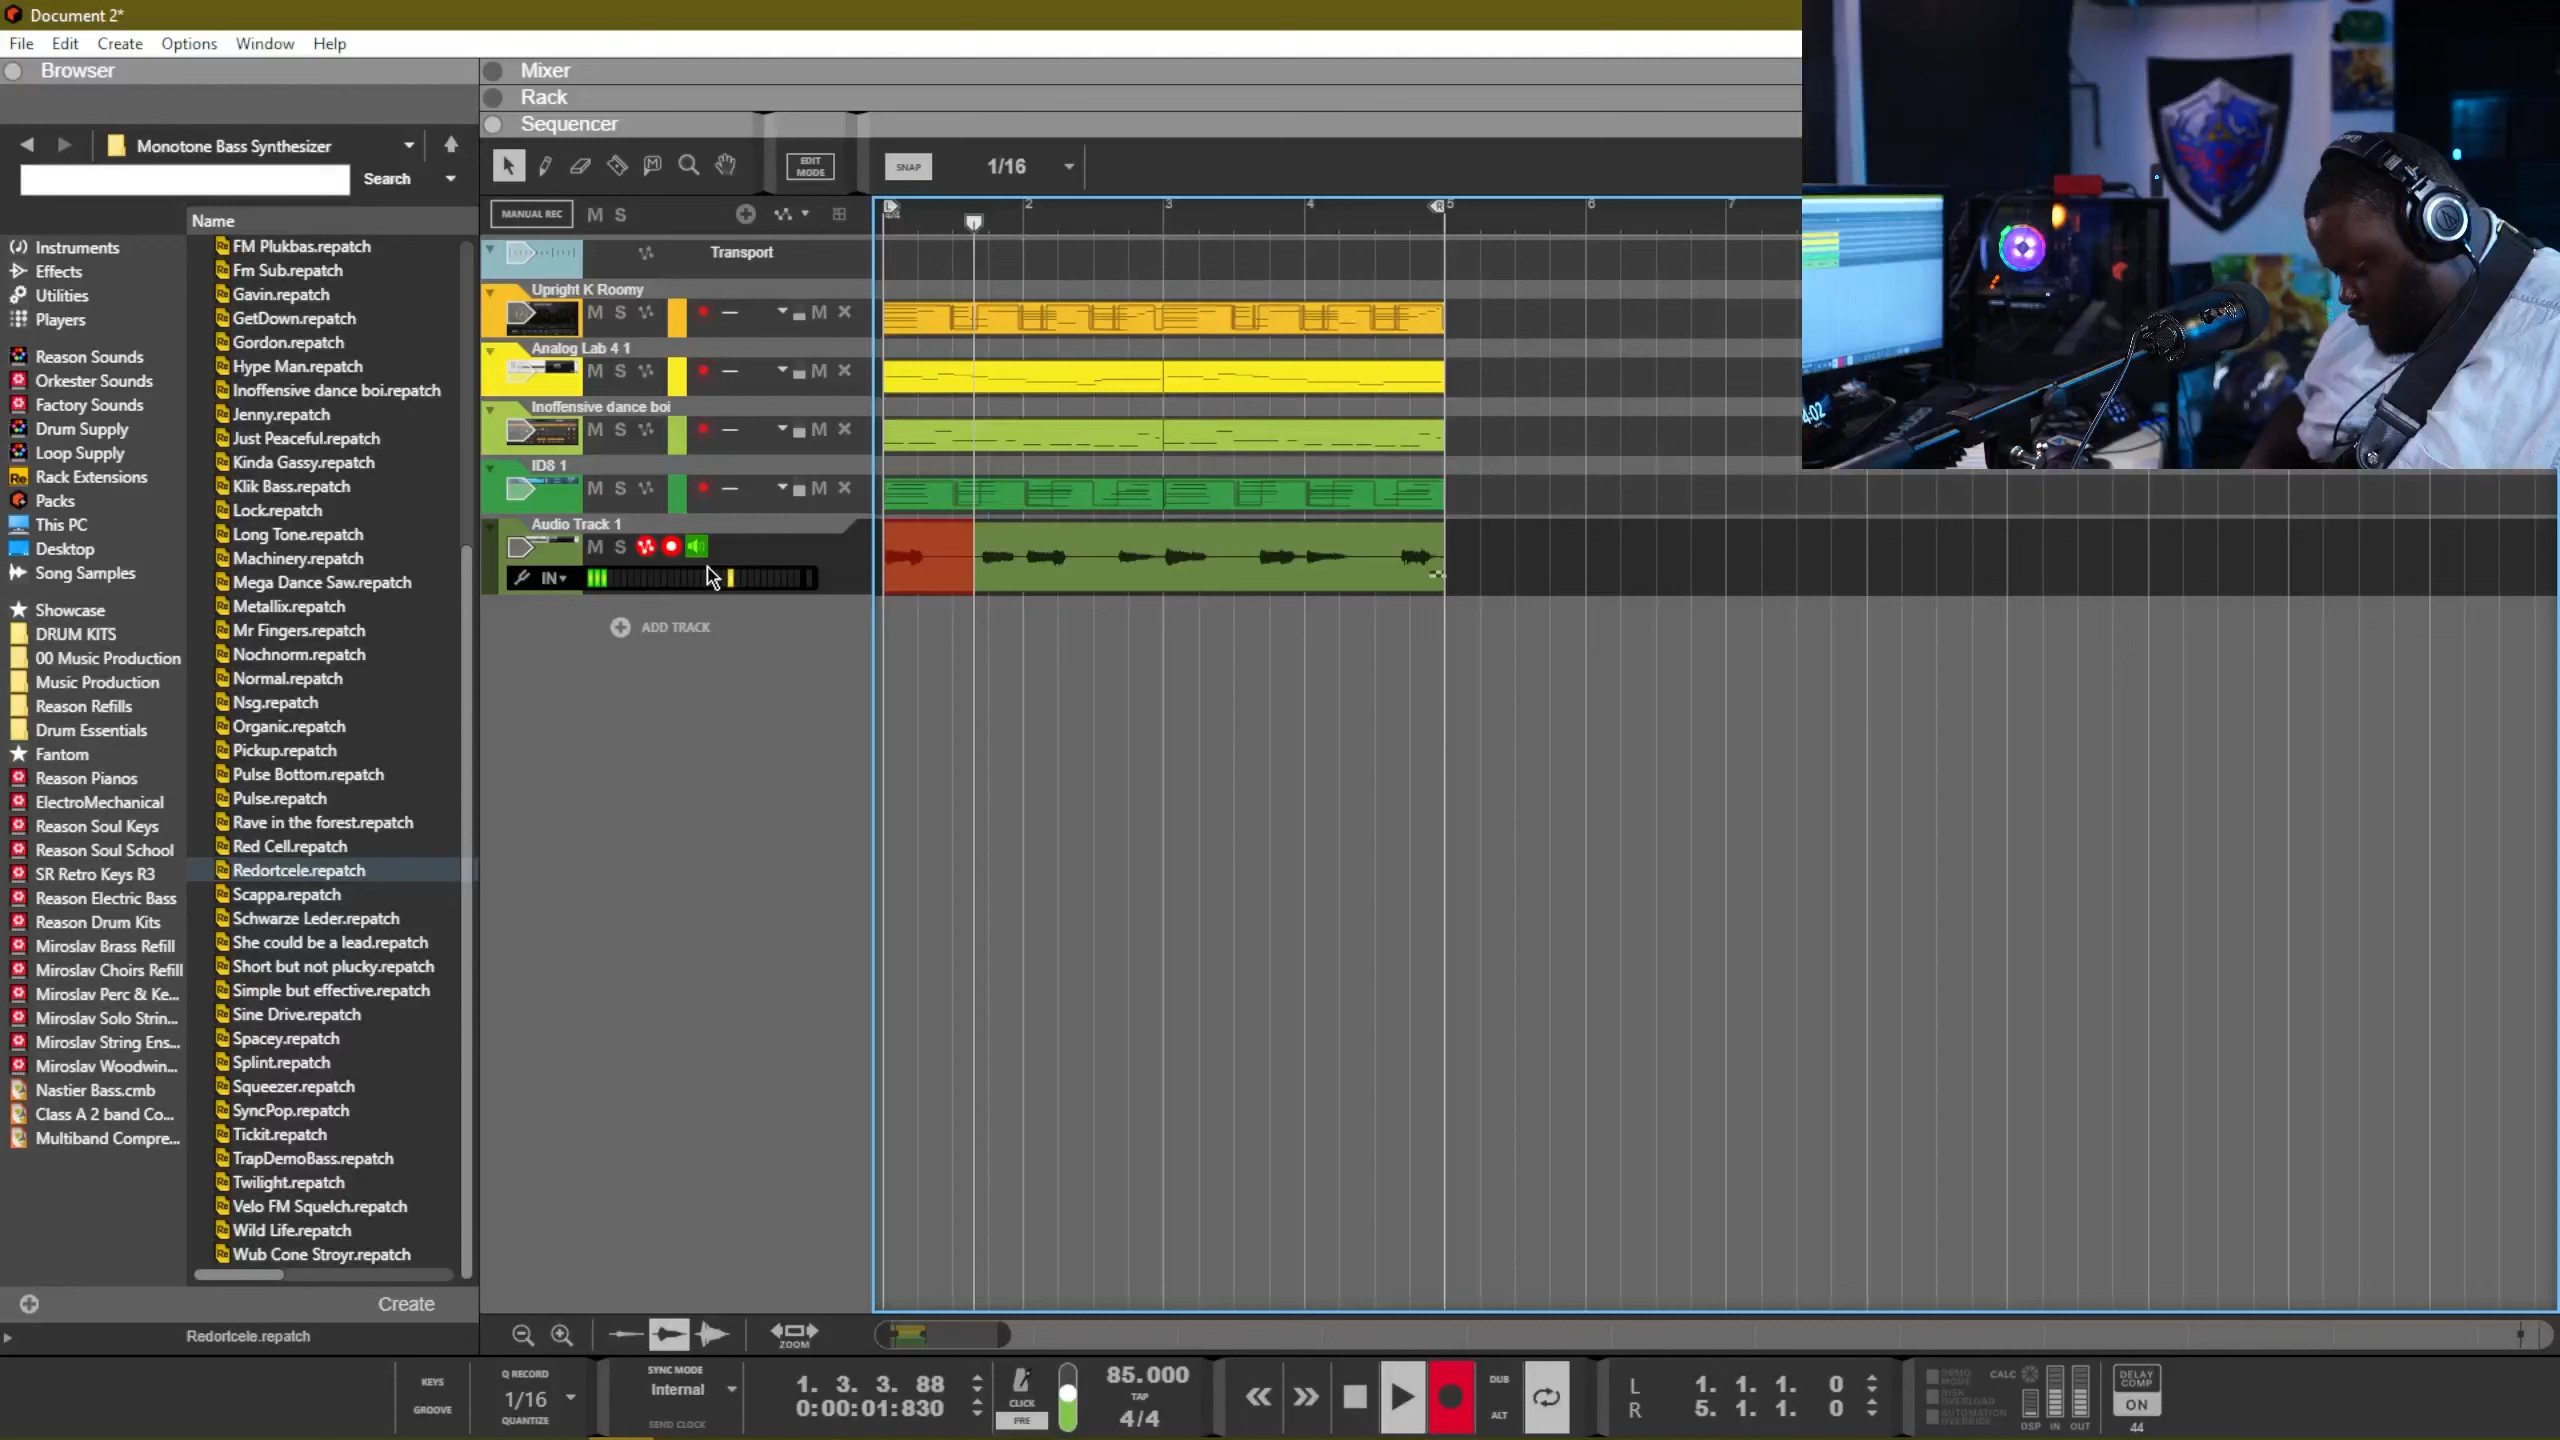 Document 2*
File Edit Create Options Window Help
Browser
Mixer
Rack
Sequencer
Monotone Bass Synthesizer
Search
EDIT MODE
SNAP
1/16
Name
Instruments
Effects
Utilities
Players
Reason Sounds
Orkester Sounds
Factory Sounds
Drum Supply
Loop Supply
Rack Extensions
Packs
This PC
Desktop
Song Samples
Showcase
DRUM KITS
00 Music Production
Music Production
Reason Refills
Drum Essentials
Fantom
Reason Pianos
ElectroMechanical
Reason Soul Keys
Reason Soul School
SR Retro Keys R3
Reason Electric Bass
Reason Drum Kits
Miroslav Brass Refill
Miroslav Choirs Refill
Miroslav Perc & Ke...
Miroslav Solo Strin...
Miroslav String Ens...
Miroslav Woodwin...
Nastier Bass.cmb
Class A 2 band Co...
Multiband Compre...
FM Plukbas.repatch
Fm Sub.repatch
Gavin.repatch
GetDown.repatch
Gordon.repatch
Hype Man.repatch
Inoffensive dance boi.repatch
Jenny.repatch
Just Peaceful.repatch
Kinda Gassy.repatch
Klik Bass.repatch
Lock.repatch
Long Tone.repatch
Machinery.repatch
Mega Dance Saw.repatch
Metallix.repatch
Mr Fingers.repatch
Nochnorm.repatch
Normal.repatch
Nsg.repatch
Organic.repatch
Pickup.repatch
Pulse Bottom.repatch
Pulse.repatch
Rave in the forest.repatch
Red Cell.repatch
Redortcele.repatch
Scappa.repatch
Schwarze Leder.repatch
She could be a lead.repatch
Short but not plucky.repatch
Simple but effective.repatch
Sine Drive.repatch
Spacey.repatch
Splint.repatch
Squeezer.repatch
SyncPop.repatch
Tickit.repatch
TrapDemoBass.repatch
Twilight.repatch
Velo FM Squelch.repatch
Wild Life.repatch
Wub Cone Stroyr.repatch
Create
Redortcele.repatch
MANUAL REC M S
L 4/4 2 3 4 R 5 6 7
Transport
Upright K Roomy
M S M
Analog Lab 4 1
M S M
Inoffensive dance boi
M S M
ID8 1
M S M
Audio Track 1
M S
IN
ADD TRACK
ZOOM
KEYS
GROOVE
Q RECORD
1/16
QUANTIZE
SYNC MODE
Internal
SEND CLOCK
1. 3. 3. 88
0:00:01:830
CLICK
PRE
85.000
TAP
4/4
DUB
ALT
L 1. 1. 1. 0
R 5. 1. 1. 0
DEMO MODE
DISK OVERLOAD
AUTOMATION OVERRIDE
CALC
DSP IN OUT
DELAY COMP
ON
44